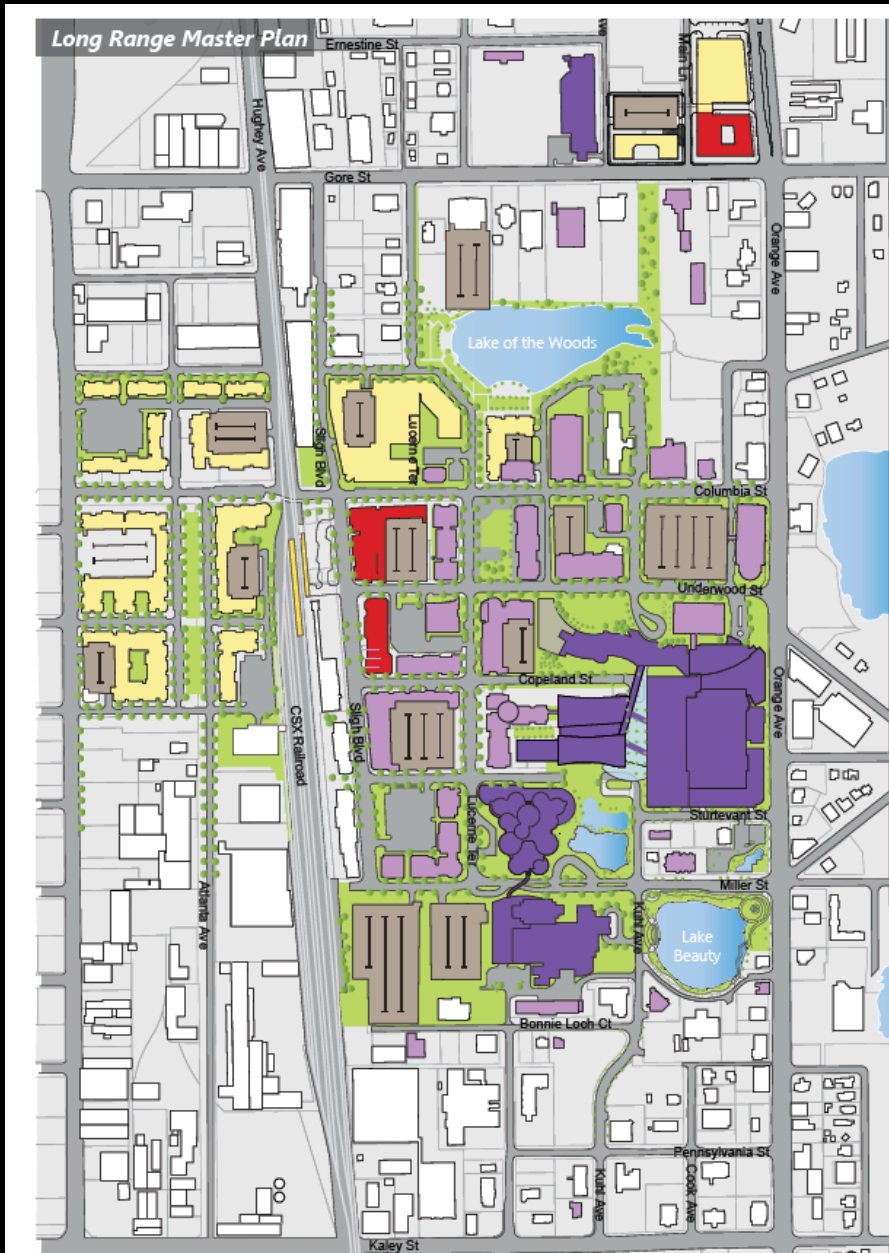 Long Range Master Plan
Ernestine St
Ave
Main Ln
Hughey Ave
Gore St
Orange Ave
Lake of the Woods
Sligh Blvd
Lucerne Ter
Columbia St
Underwood St
Copeland St
Orange Ave
CSX Railroad
Sligh Blvd
Sturtevant St
Lucerne Ter
Miller St
Atlanta Ave
Kuhl Ave
Lake
Beauty
Bonnie Loch Ct
Pennsylvania St
Kuhl Ave
Cook Ave
Kaley St